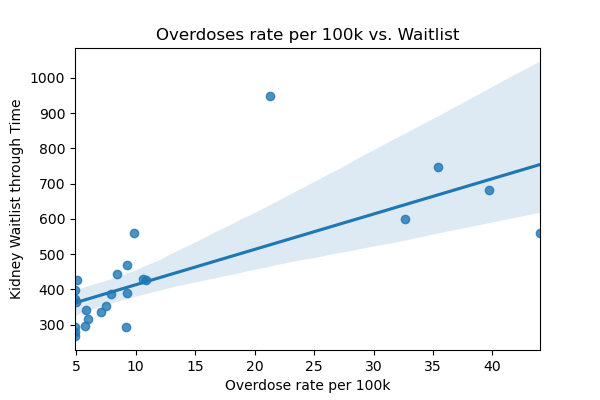 Overdoses rate per 100k vs. Waitlist
Kidney Waitlist through Time
1000
900
800
700
600
500
400
300
5 10 15 20 25 30 35 40
Overdose rate per 100k